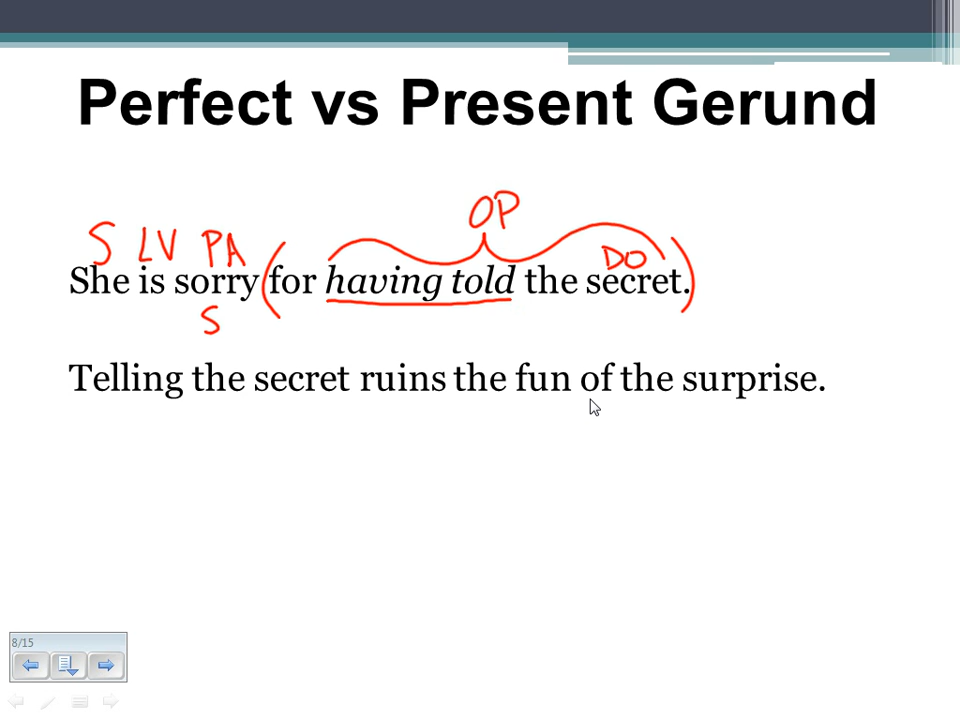 Perfect vs Present Gerund
OP
S LV PA DO
She is sorry (for having told the secret.)
S
Telling the secret ruins the fun of the surprise.
8/15